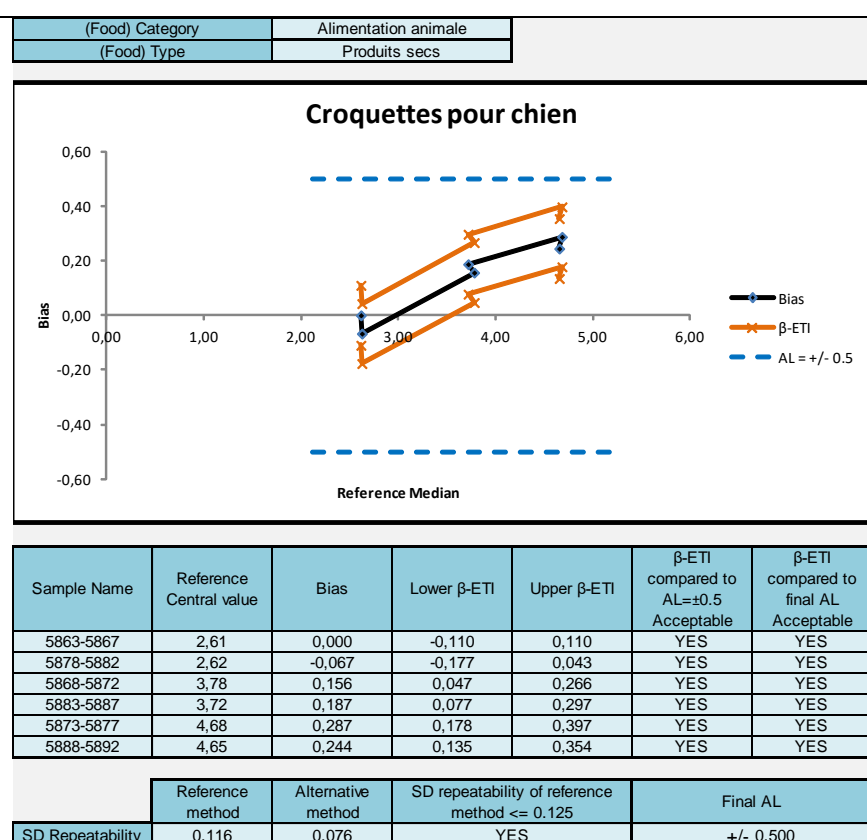 (Food) Category Alimentation animale
(Food) Type Produits secs
Croquettes pour chien
0,60
0,40
0,20
0,00
-0,20
-0,40
-0,60
0,00 1,00 2,00 3,00 4,00 5,00 6,00
Bias
Reference Median
Bias
β-ETI
AL = +/- 0.5
Sample Name Reference Central value Bias Lower β-ETI Upper β-ETI β-ETI compared to AL=±0.5 Acceptable β-ETI compared to final AL Acceptable
5863-5867 2,61 0,000 -0,110 0,110 YES YES
5878-5882 2,62 -0,067 -0,177 0,043 YES YES
5868-5872 3,78 0,156 0,047 0,266 YES YES
5883-5887 3,72 0,187 0,077 0,297 YES YES
5873-5877 4,68 0,287 0,178 0,397 YES YES
5888-5892 4,65 0,244 0,135 0,354 YES YES
Reference method Alternative method SD repeatability of reference method <= 0.125 Final AL
SD Repeatability 0,116 0,076 YES +/- 0,500